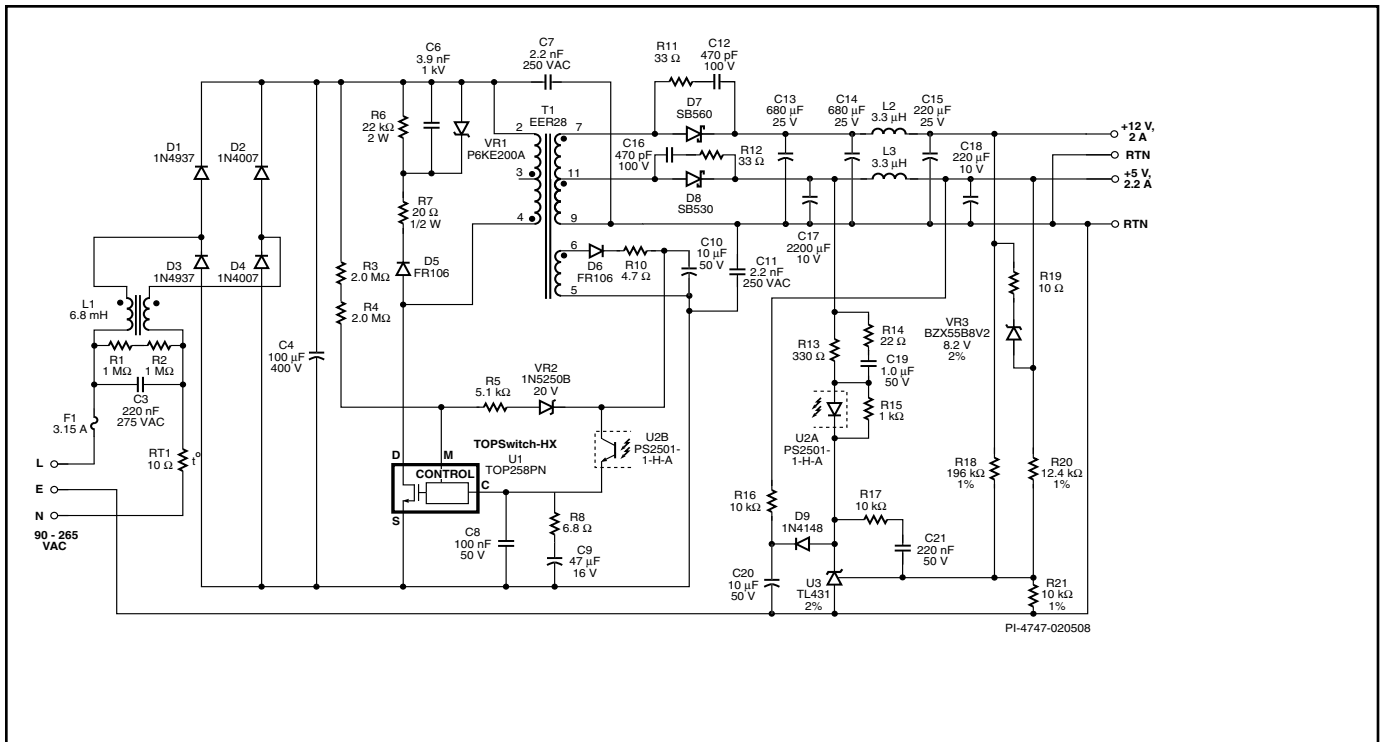 C6
3.9 nF
1 kV
C7
2.2 nF
250 VAC
R11
33 Ω
C12
470 pF
100 V
D7
SB560
C13
680 µF
25 V
C14
680 µF
25 V
L2
3.3 µH
C15
220 µF
25 V
+12 V,
2 A
RTN
+5 V,
2.2 A
RTN
R6
22 kΩ
2 W
VR1
P6KE200A
T1
EER28
2
3
4
7
11
9
6
5
C16
470 pF
100 V
R12
33 Ω
D8
SB530
L3
3.3 µH
C18
220 µF
10 V
D1
1N4937
D2
1N4007
D3
1N4937
D4
1N4007
R7
20 Ω
1/2 W
D5
FR106
D6
FR106
R10
4.7 Ω
C10
10 µF
50 V
C11
2.2 nF
250 VAC
C17
2200 µF
10 V
R3
2.0 MΩ
R4
2.0 MΩ
L1
6.8 mH
R1
1 MΩ
R2
1 MΩ
C3
220 nF
275 VAC
F1
3.15 A
RT1
10 Ω
t°
L
E
N
90 - 265
VAC
C4
100 µF
400 V
R5
5.1 kΩ
VR2
1N5250B
20 V
U2B
PS2501-
1-H-A
TOPSwitch-HX
U1
TOP258PN
D
M
CONTROL
C
S
C8
100 nF
50 V
R8
6.8 Ω
C9
47 µF
16 V
R13
330 Ω
R14
22 Ω
C19
1.0 µF
50 V
R15
1 kΩ
U2A
PS2501-
1-H-A
R19
10 Ω
VR3
BZX55B8V2
8.2 V
2%
R16
10 kΩ
D9
1N4148
R17
10 kΩ
C21
220 nF
50 V
R18
196 kΩ
1%
R20
12.4 kΩ
1%
C20
10 µF
50 V
U3
TL431
2%
R21
10 kΩ
1%
PI-4747-020508